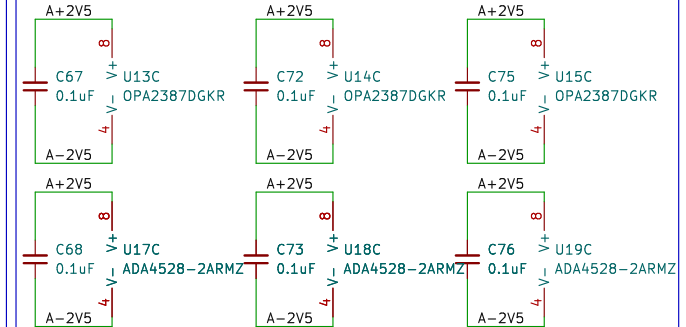 A+2V5 A+2V5 A+2V5
8 8 8
C67 V+ U13C C72 V+ U14C C75 V+ U15C
0.1uF V- OPA2387DGKR 0.1uF V- OPA2387DGKR 0.1uF V- OPA2387DGKR
4 4 4
A-2V5 A-2V5 A-2V5
A+2V5 A+2V5 A+2V5
8 8 8
C68 V+ U17C C73 V+ U18C C76 V+ U19C
0.1uF V- ADA4528-2ARMZ 0.1uF V- ADA4528-2ARMZ 0.1uF V- ADA4528-2ARMZ
4 4 4
A-2V5 A-2V5 A-2V5